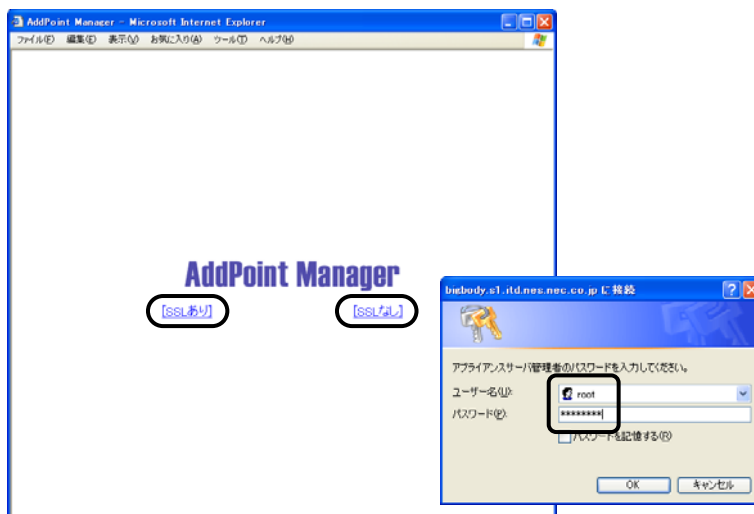 AddPoint Manager - Microsoft Internet Explorer
ファイル(F) 編集(E) 表示(V) お気に入り(A) ツール(T) ヘルプ(H)
AddPoint Manager
[SSLあり] [SSLなし]
bigbody.s1.itd.nes.nec.co.jp に接続
アプライアンスサーバ管理者のパスワードを入力してください。
ユーザー名(U): root
パスワード(P): ********
パスワードを記憶する(R)
OK キャンセル